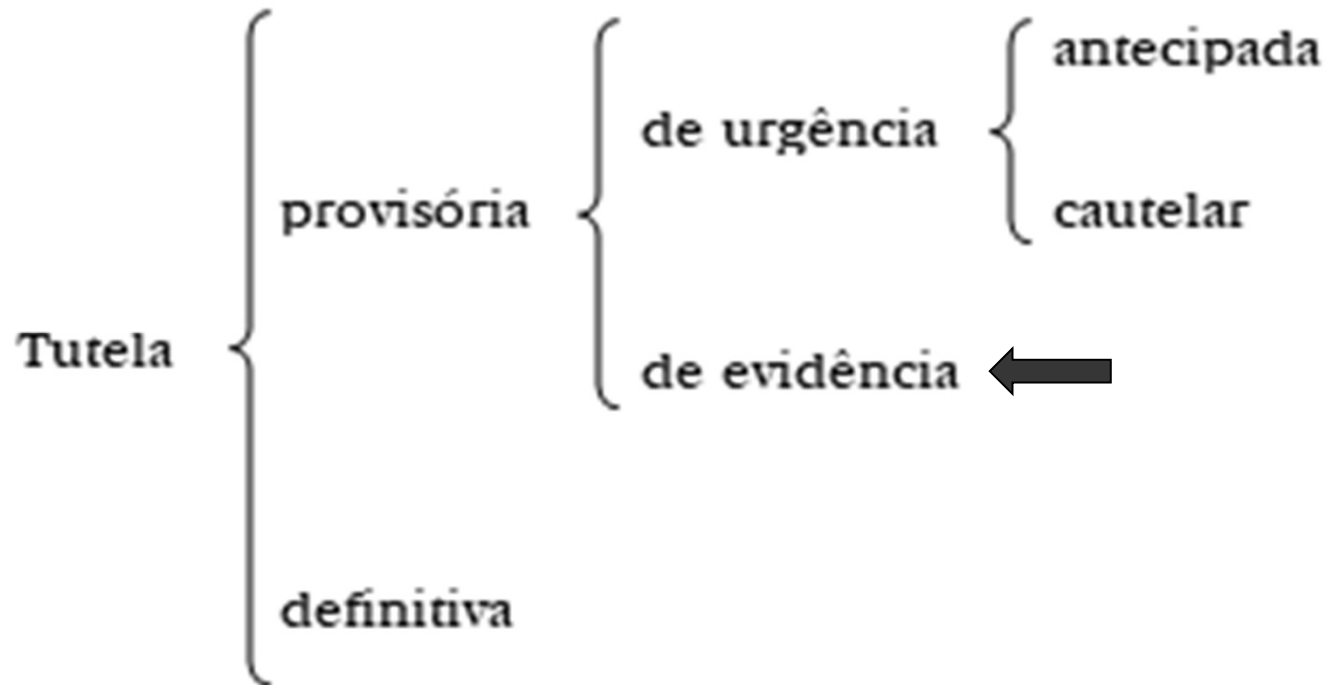 Tutela
provisória
definitiva
de urgência
de evidência
antecipada
cautelar